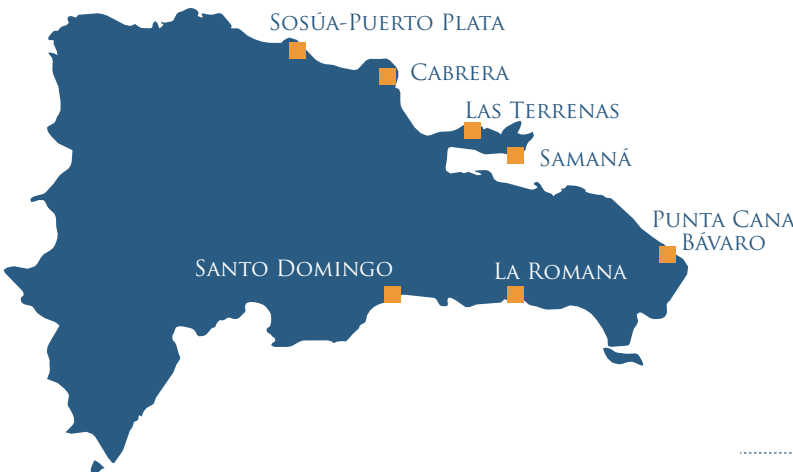 Sosúa-Puerto Plata
Cabrera
Las Terrenas
Samaná
Punta Cana
Bávaro
Santo Domingo
La Romana